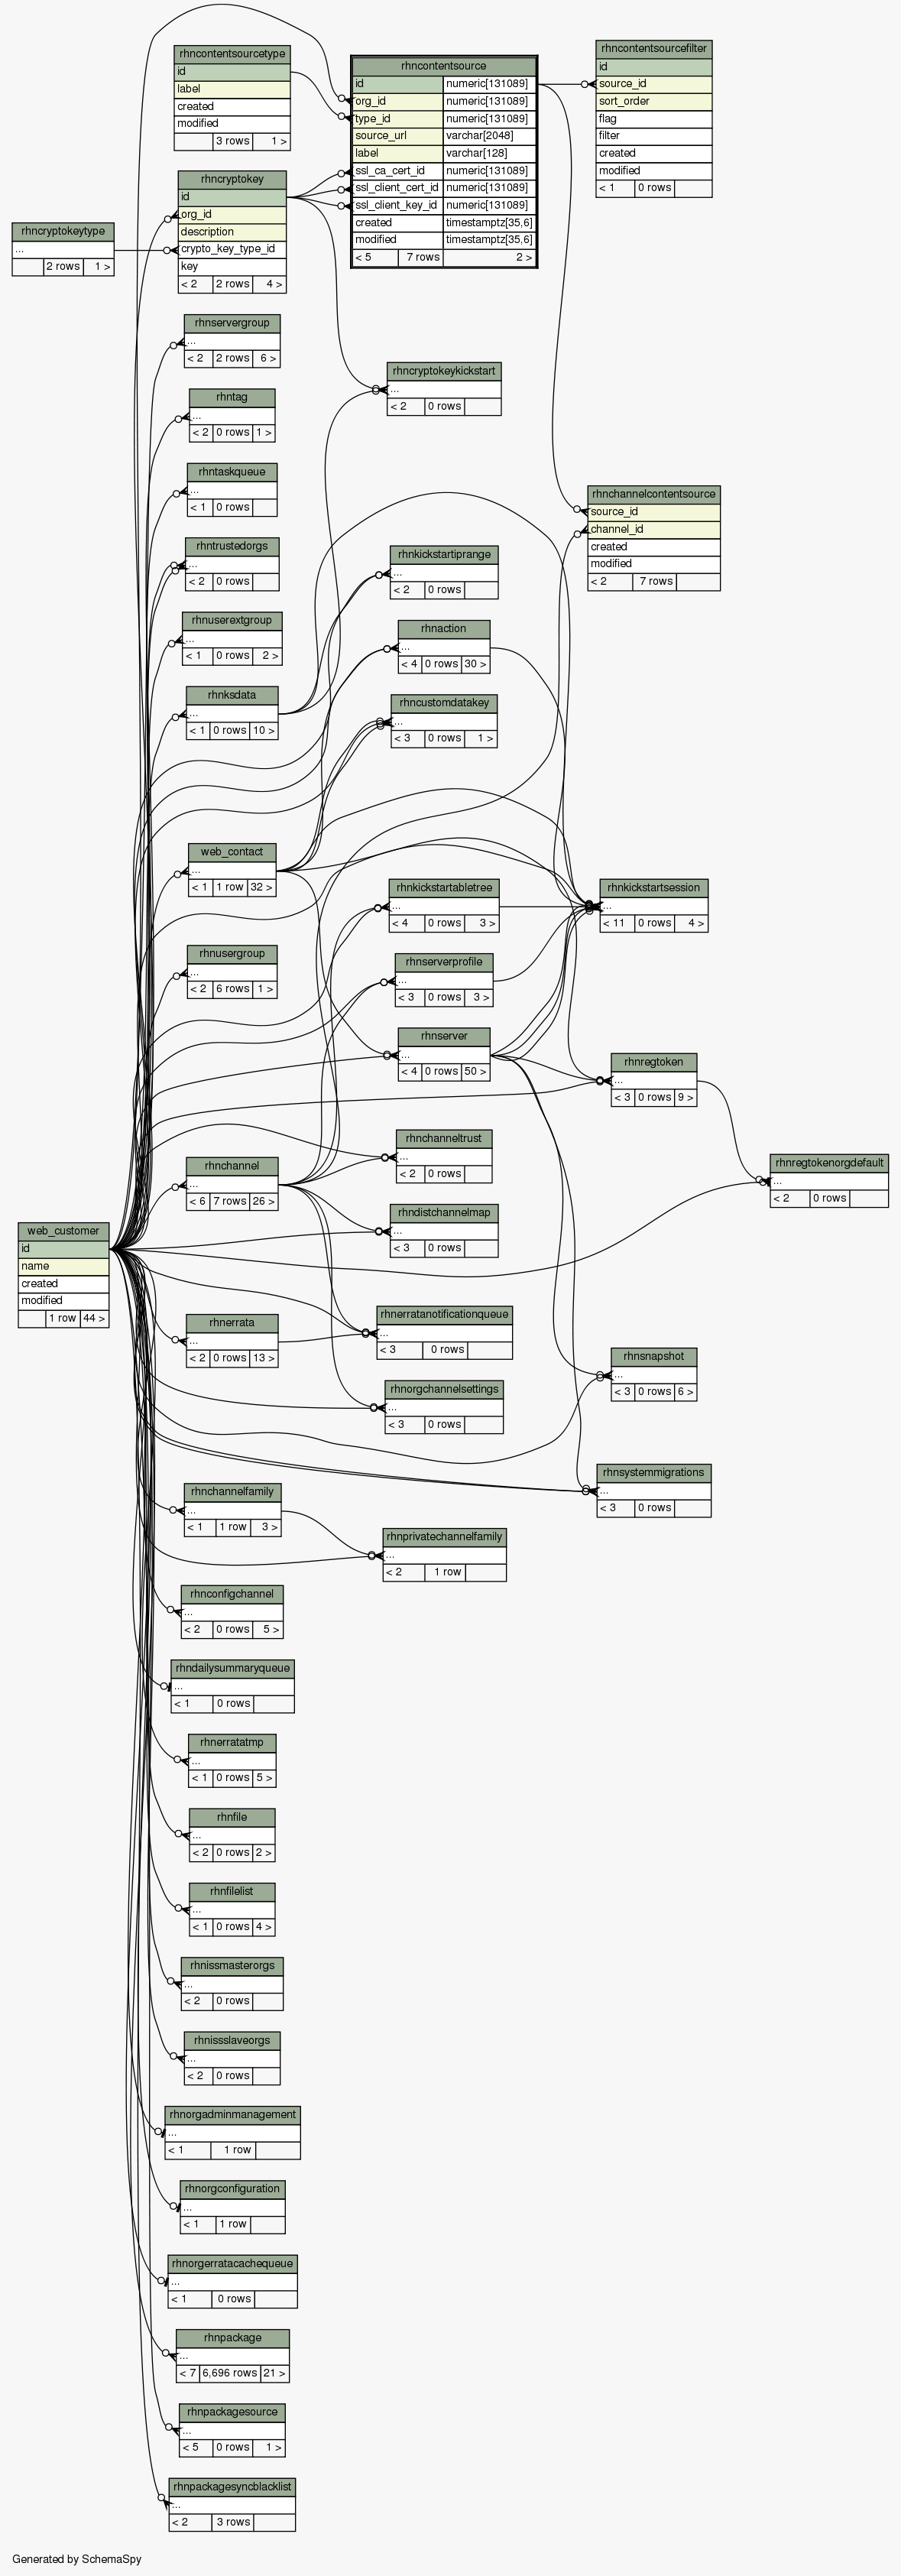 rhncontentsourcetype
id
label
created
modified
3 rows 1 >
rhncontentsource
id numeric[131089]
org_id numeric[131089]
type_id numeric[131089]
source_url varchar[2048]
label varchar[128]
ssl_ca_cert_id numeric[131089]
ssl_client_cert_id numeric[131089]
ssl_client_key_id numeric[131089]
created timestamptz[35,6]
modified timestamptz[35,6]
< 5 7 rows 2 >
rhncontentsourcefilter
id
source_id
sort_order
flag
filter
created
modified
< 1 0 rows
rhncryptokey
id
org_id
description
crypto_key_type_id
key
< 2 2 rows 4 >
rhncryptokeytype
...
2 rows 1 >
rhnservergroup
...
< 2 2 rows 6 >
rhncryptokeykickstart
...
< 2 0 rows
rhntag
...
< 2 0 rows 1 >
rhntaskqueue
...
< 1 0 rows
rhnchannelcontentsource
source_id
channel_id
created
modified
< 2 7 rows
rhntrustedorgs
...
< 2 0 rows
rhnkickstartiprange
...
< 2 0 rows
rhnuserextgroup
...
< 1 0 rows 2 >
rhnaction
...
< 4 0 rows 30 >
rhnksdata
...
< 1 0 rows 10 >
rhncustomdatakey
...
< 3 0 rows 1 >
web_contact
...
< 1 1 row 32 >
rhnkickstartabletree
...
< 4 0 rows 3 >
rhnkickstartsession
...
< 11 0 rows 4 >
rhnusergroup
...
< 2 6 rows 1 >
rhnserverprofile
...
< 3 0 rows 3 >
rhnserver
...
< 4 0 rows 50 >
rhnregtoken
...
< 3 0 rows 9 >
rhnchanneltrust
...
< 2 0 rows
rhnchannel
...
< 6 7 rows 26 >
rhnregtokenorgdefault
...
< 2 0 rows
rhndistchannelmap
...
< 3 0 rows
web_customer
id
name
created
modified
1 row 44 >
rhnerrata
...
< 2 0 rows 13 >
rhnerratanotificationqueue
...
< 3 0 rows
rhnsnapshot
...
< 3 0 rows 6 >
rhnorgchannelsettings
...
< 3 0 rows
rhnsystemmigrations
...
< 3 0 rows
rhnchannelfamily
...
< 1 1 row 3 >
rhnprivatechannelfamily
...
< 2 1 row
rhnconfigchannel
...
< 2 0 rows 5 >
rhndailysummaryqueue
...
< 1 0 rows
rhnerratatmp
...
< 1 0 rows 5 >
rhnfile
...
< 2 0 rows 2 >
rhnfilelist
...
< 1 0 rows 4 >
rhnissmasterorgs
...
< 2 0 rows
rhnissslaveorgs
...
< 2 0 rows
rhnorgadminmanagement
...
< 1 1 row
rhnorgconfiguration
...
< 1 1 row
rhnorgerratacachequeue
...
< 1 0 rows
rhnpackage
...
< 7 6,696 rows 21 >
rhnpackagesource
...
< 5 0 rows 1 >
rhnpackagesyncblacklist
...
< 2 3 rows
Generated by SchemaSpy